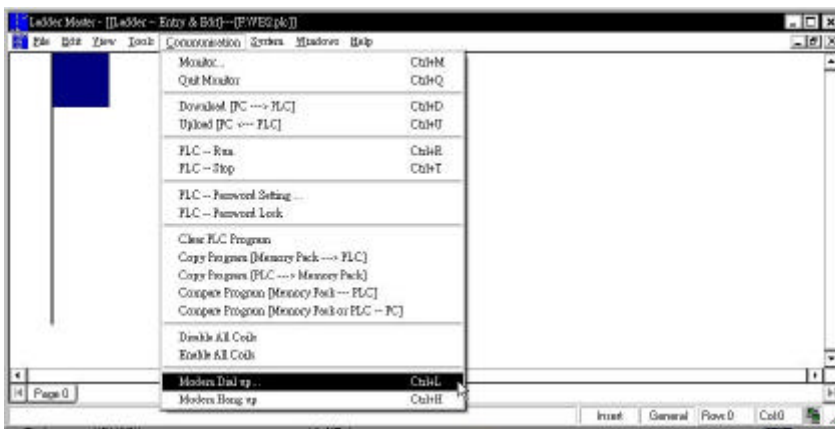 Ladder Master - [[Ladder -- Entry & Edit]---(P.WEB2.plc)]
File Edit View Tools Communication System Windows Help
Monitor... Ctrl+M
Quit Monitor Ctrl+Q
Download [PC ---> PLC] Ctrl+D
Upload [PC <--- PLC] Ctrl+U
PLC -- Run Ctrl+R
PLC -- Stop Ctrl+T
PLC -- Password Setting ...
PLC -- Password Lock
Clear PLC Program
Copy Program [Memory Pack ---> PLC]
Copy Program [PLC ---> Memory Pack]
Compare Program [Memory Pack --- PLC]
Compare Program [Memory Pack or PLC -- PC]
Disable All Coils
Enable All Coils
Modem Dial up ... Ctrl+L
Modem Hang up Ctrl+H
Page 0
Insert General Row: 0 Col: 0